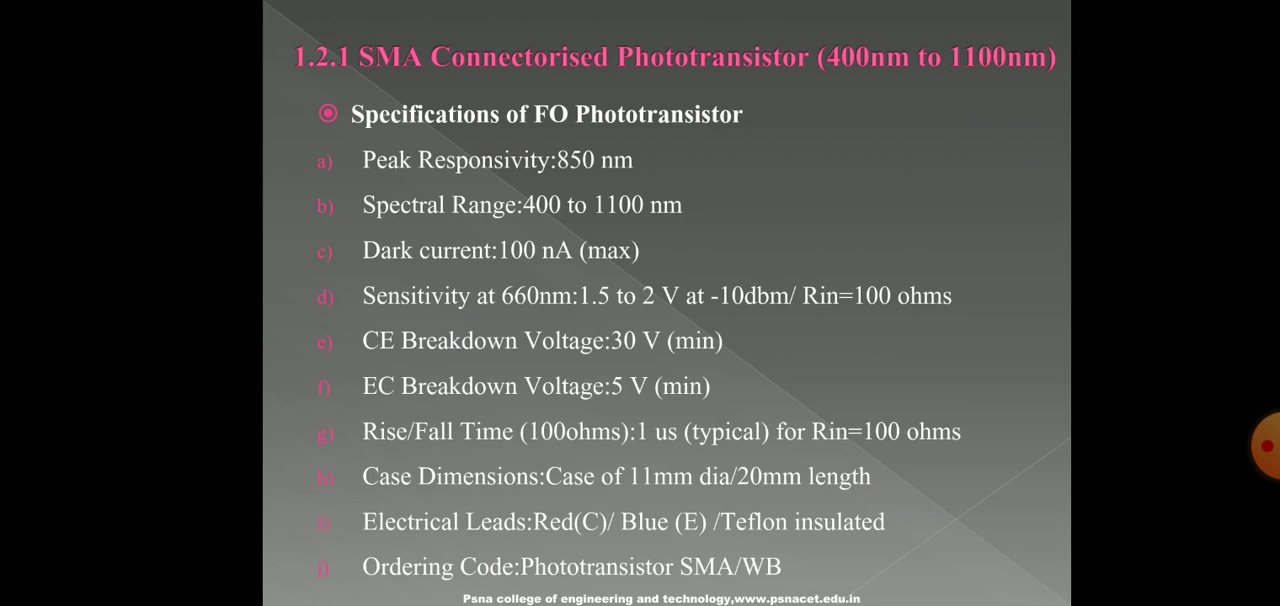 1.2.1 SMA Connectorised Phototransistor (400nm to 1100nm)
Specifications of FO Phototransistor
a) Peak Responsivity:850 nm
b) Spectral Range:400 to 1100 nm
c) Dark current:100 nA (max)
d) Sensitivity at 660nm:1.5 to 2 V at -10dbm/ Rin=100 ohms
e) CE Breakdown Voltage:30 V (min)
f) EC Breakdown Voltage:5 V (min)
g) Rise/Fall Time (100ohms):1 us (typical) for Rin=100 ohms
h) Case Dimensions:Case of 11mm dia/20mm length
i) Electrical Leads:Red(C)/ Blue (E) /Teflon insulated
j) Ordering Code:Phototransistor SMA/WB
Psna college of engineering and technology,www.psnacet.edu.in